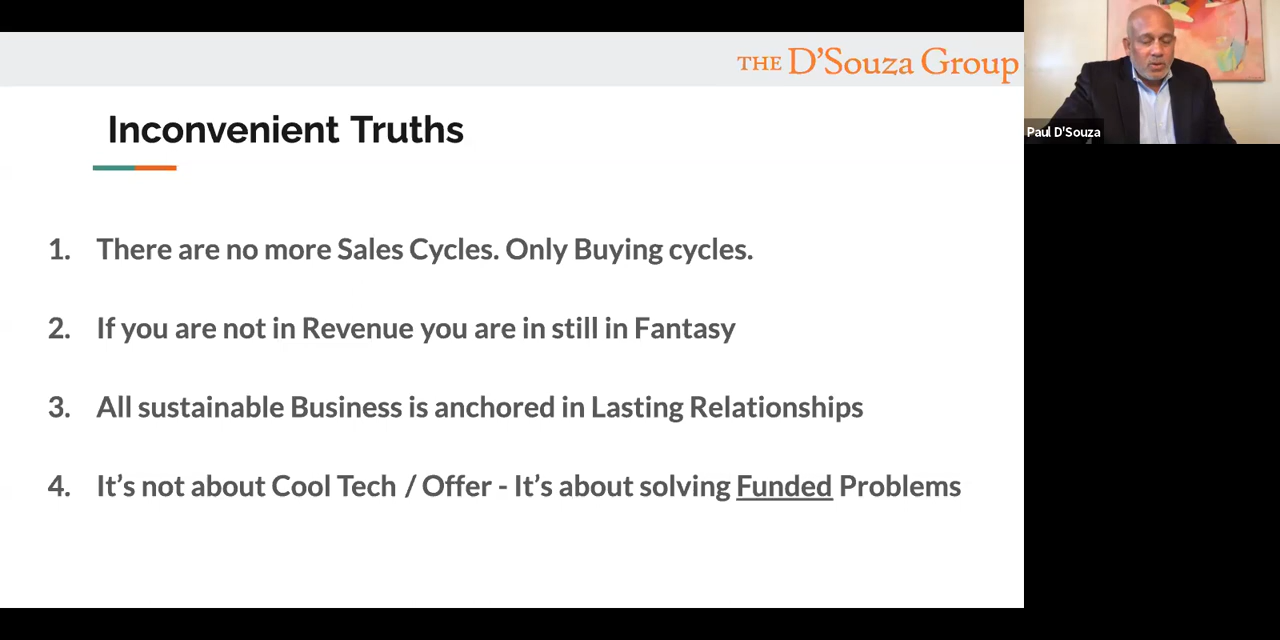 THE D'Souza Group
Paul D'Souza
Inconvenient Truths
1. There are no more Sales Cycles. Only Buying cycles.
2. If you are not in Revenue you are in still in Fantasy
3. All sustainable Business is anchored in Lasting Relationships
4. It’s not about Cool Tech / Offer - It’s about solving Funded Problems